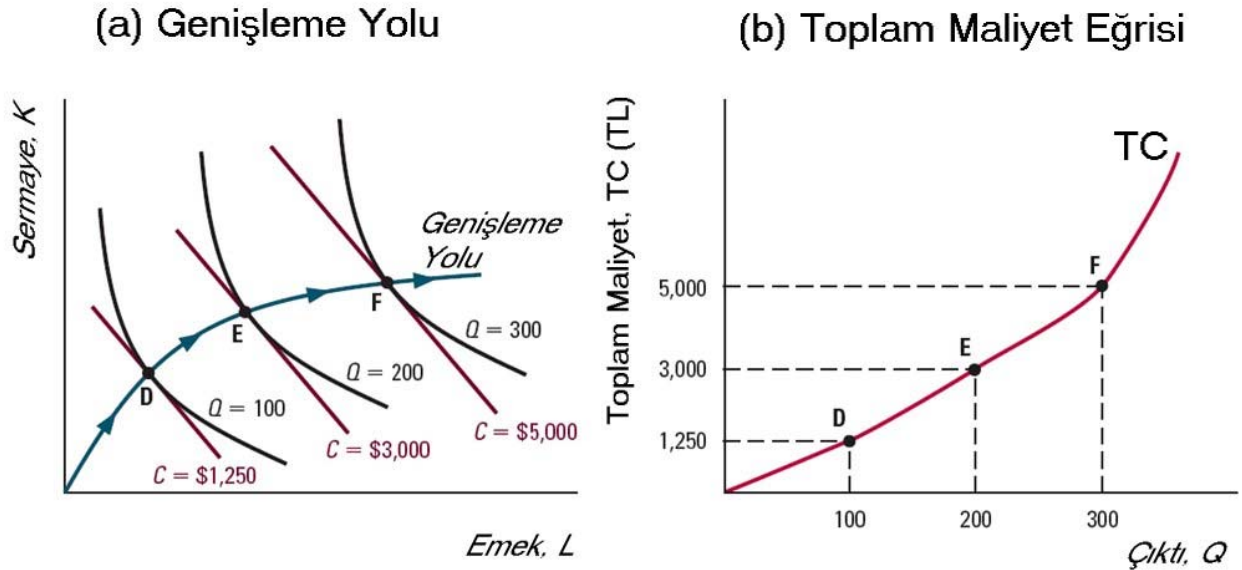 (a) Genişleme Yolu
Sermaye, K
Genişleme
Yolu
D
E
F
Q = 100
Q = 200
Q = 300
C = $1,250
C = $3,000
C = $5,000
Emek, L
(b) Toplam Maliyet Eğrisi
Toplam Maliyet, TC (TL)
TC
5,000
3,000
1,250
D
E
F
100
200
300
Çıktı, Q